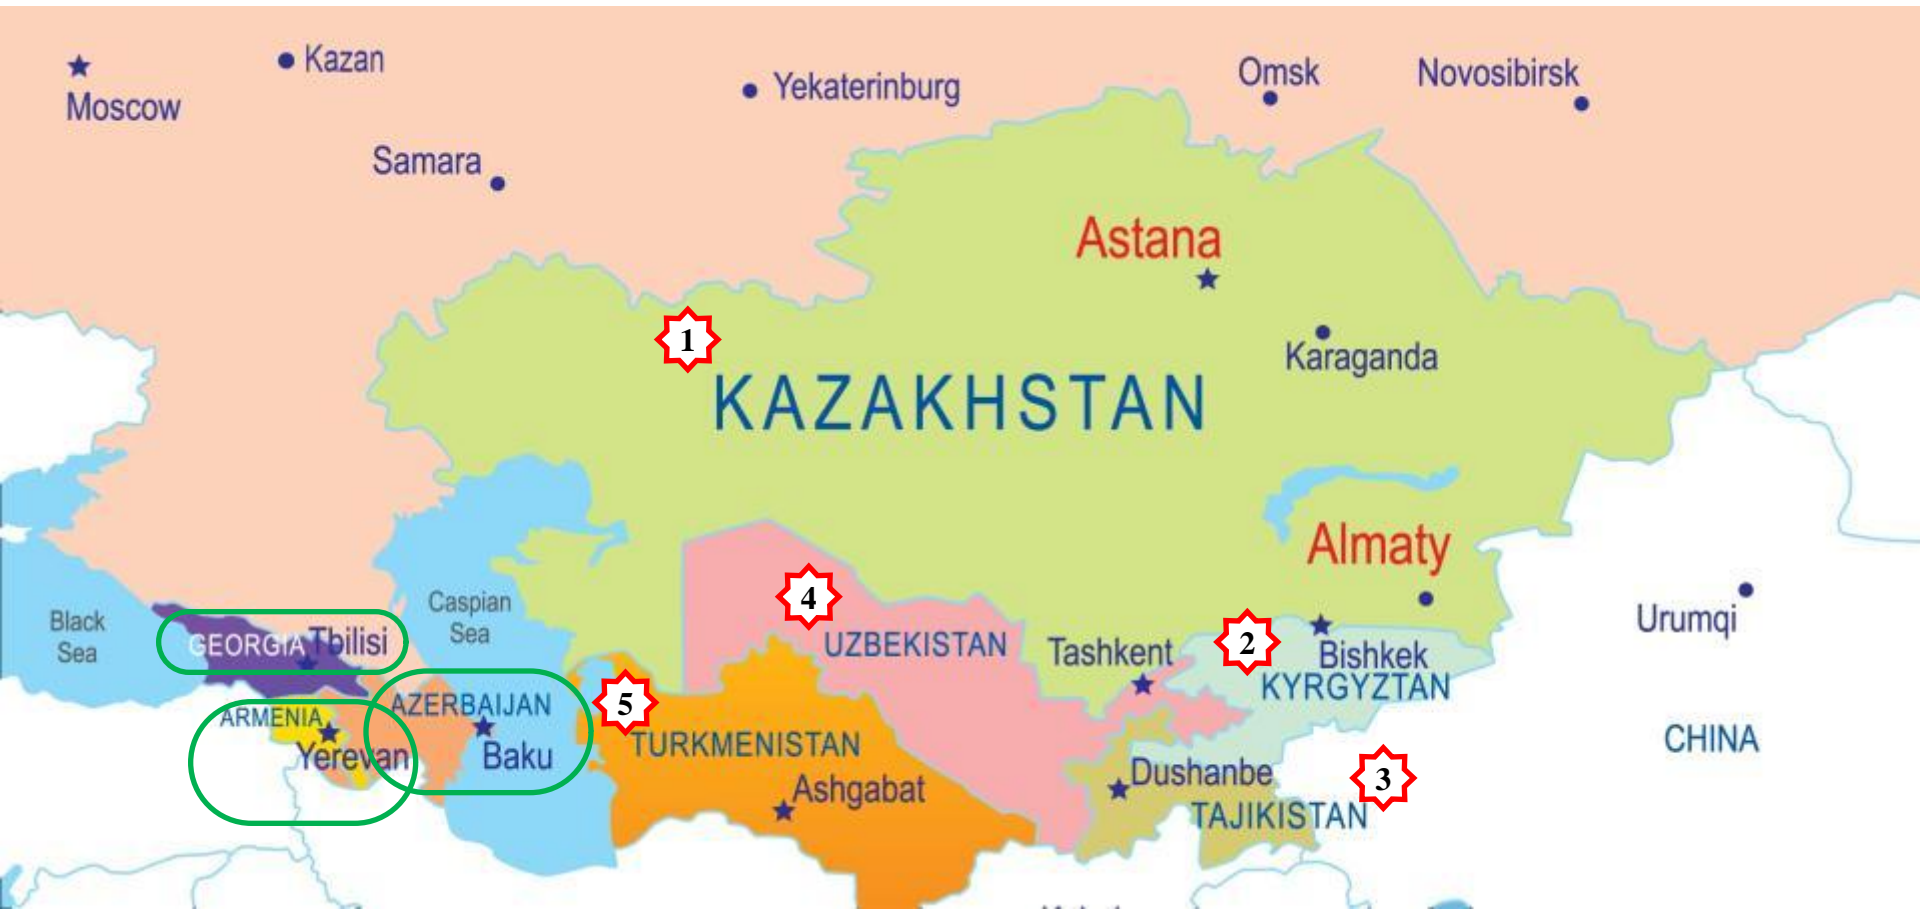 Kazan
Moscow
Yekaterinburg
Omsk
Novosibirsk
Samara
Astana
1
Karaganda
KAZAKHSTAN
Almaty
Caspian
Sea
4
Black
Sea
Urumqi
GEORGIA
Tbilisi
UZBEKISTAN
Tashkent
2
Bishkek
KYRGYZTAN
5
AZERBAIJAN
ARMENIA
Yerevan
Baku
TURKMENISTAN
CHINA
Ashgabat
Dushanbe
3
TAJIKISTAN